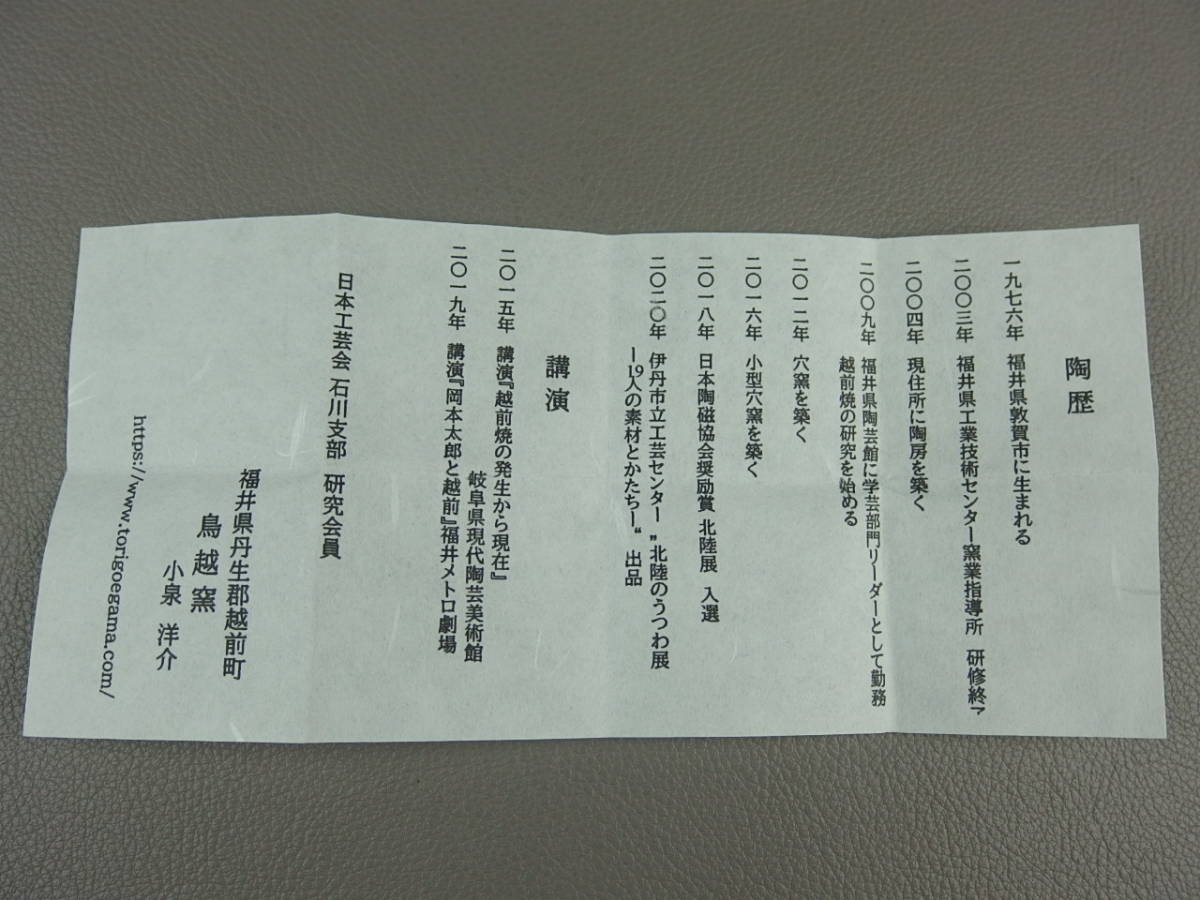 陶歴
一九七六年 福井県敦賀市に生まれる
二〇〇三年 福井県工業技術センター窯業指導所 研修終了
二〇〇四年 現住所に陶房を築く
二〇〇九年 福井県陶芸館に学芸部門リーダーとして勤務
越前焼の研究を始める
二〇一二年 穴窯を築く
二〇一六年 小型穴窯を築く
二〇一八年 日本陶磁協会奨励賞 北陸展 入選
二〇二〇年 伊丹市立工芸センター "北陸のうつわ展
ー19人の素材とかたちー" 出品
講演
二〇一五年 講演『越前焼の発生から現在』
岐阜県現代陶芸美術館
二〇一九年 講演『岡本太郎と越前』福井メトロ劇場
日本工芸会 石川支部 研究会員
福井県丹生郡越前町
鳥越窯
小泉 洋介
https://www.torigoegama.com/